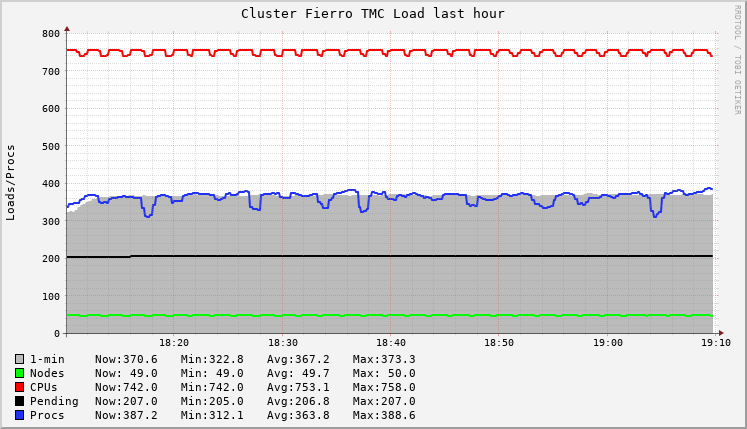 Cluster Fierro TMC Load last hour
RRDTOOL / TOBI OETIKER
Loads/Procs
800
700
600
500
400
300
200
100
0
18:20 18:30 18:40 18:50 19:00 19:10
1-min Now:370.6 Min:322.8 Avg:367.2 Max:373.3
Nodes Now: 49.0 Min: 49.0 Avg: 49.7 Max: 50.0
CPUs Now:742.0 Min:742.0 Avg:753.1 Max:758.0
Pending Now:207.0 Min:205.0 Avg:206.8 Max:207.0
Procs Now:387.2 Min:312.1 Avg:363.8 Max:388.6